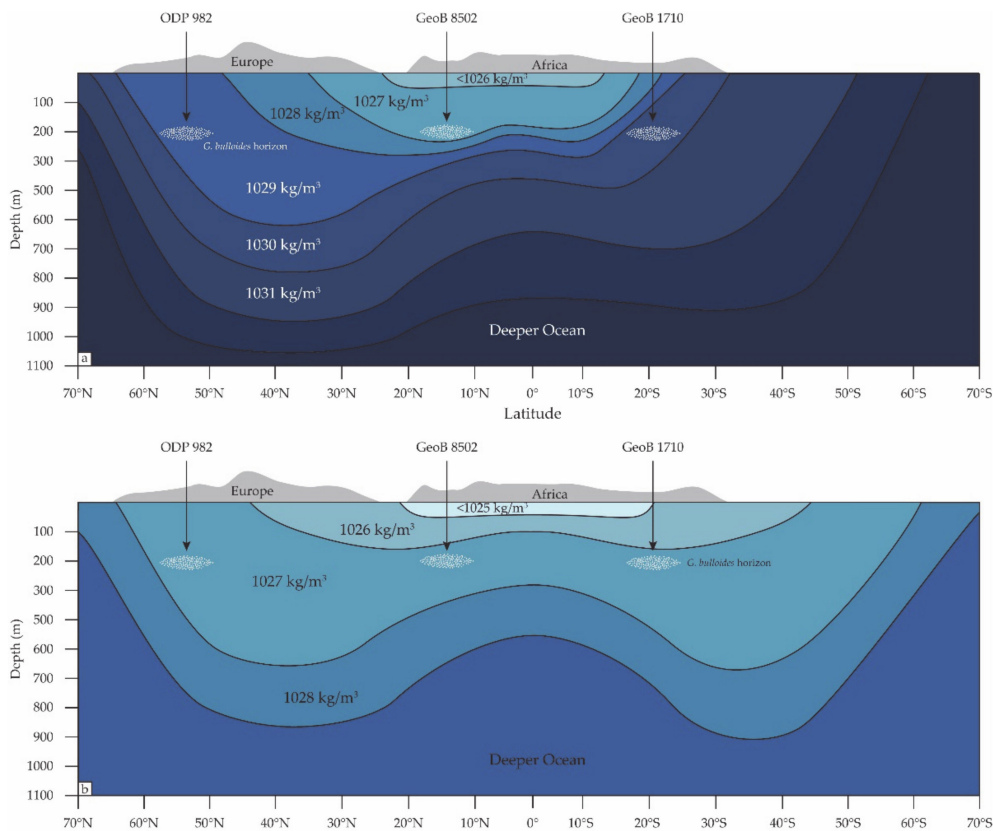 ODP 982 GeoB 8502 GeoB 1710
Europe Africa
<1026 kg/m³
1027 kg/m³
1028 kg/m³
G. bulloides horizon
1029 kg/m³
1030 kg/m³
1031 kg/m³
Deeper Ocean
Depth (m)
100
200
300
500
600
700
800
900
1000
1100
a
70°N 60°N 50°N 40°N 30°N 20°N 10°N 0° 10°S 20°S 30°S 40°S 50°S 60°S 70°S
Latitude
ODP 982 GeoB 8502 GeoB 1710
Europe Africa
<1025 kg/m³
1026 kg/m³
G. bulloides horizon
1027 kg/m³
1028 kg/m³
Deeper Ocean
Depth (m)
100
200
300
500
600
700
800
900
1000
1100
b
70°N 60°N 50°N 40°N 30°N 20°N 10°N 0° 10°S 20°S 30°S 40°S 50°S 60°S 70°S